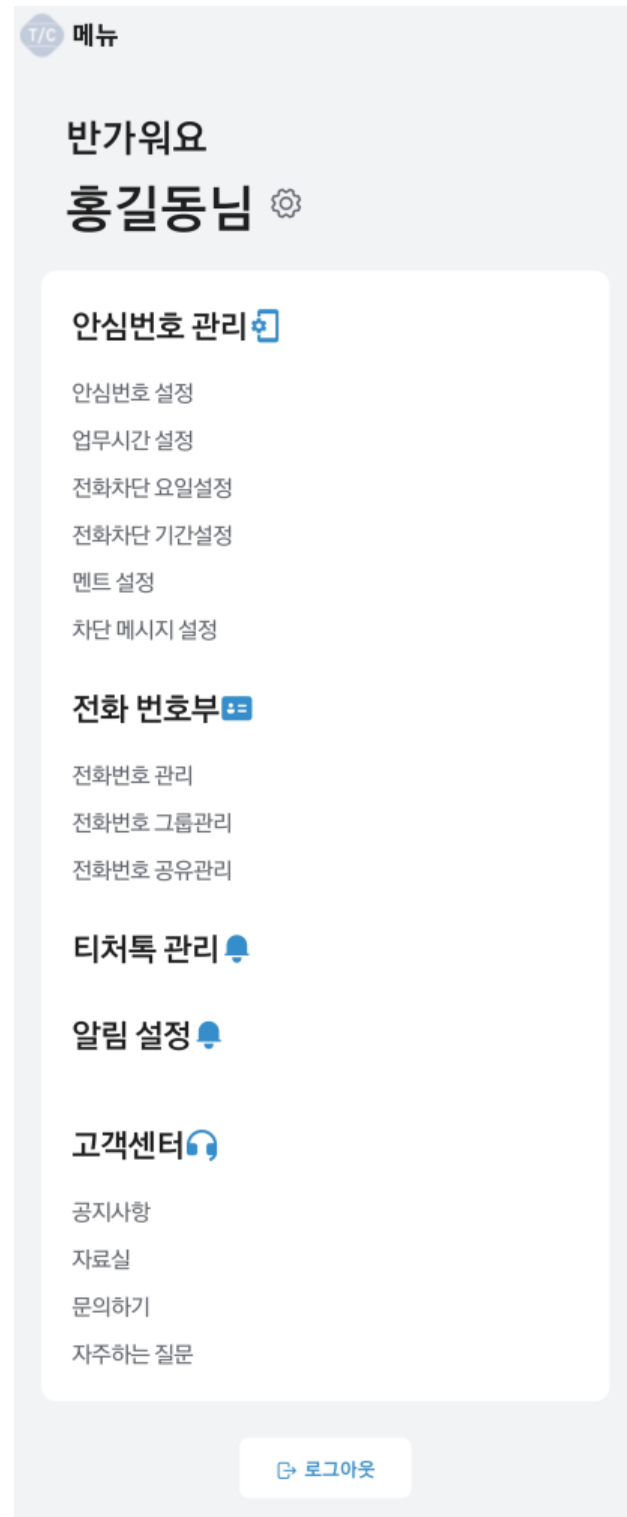 T/C 메뉴
반가워요
홍길동님
안심번호 관리
안심번호 설정
업무시간 설정
전화차단 요일설정
전화차단 기간설정
멘트 설정
차단 메시지 설정
전화 번호부
전화번호 관리
전화번호 그룹관리
전화번호 공유관리
티처톡 관리
알림 설정
고객센터
공지사항
자료실
문의하기
자주하는 질문
로그아웃